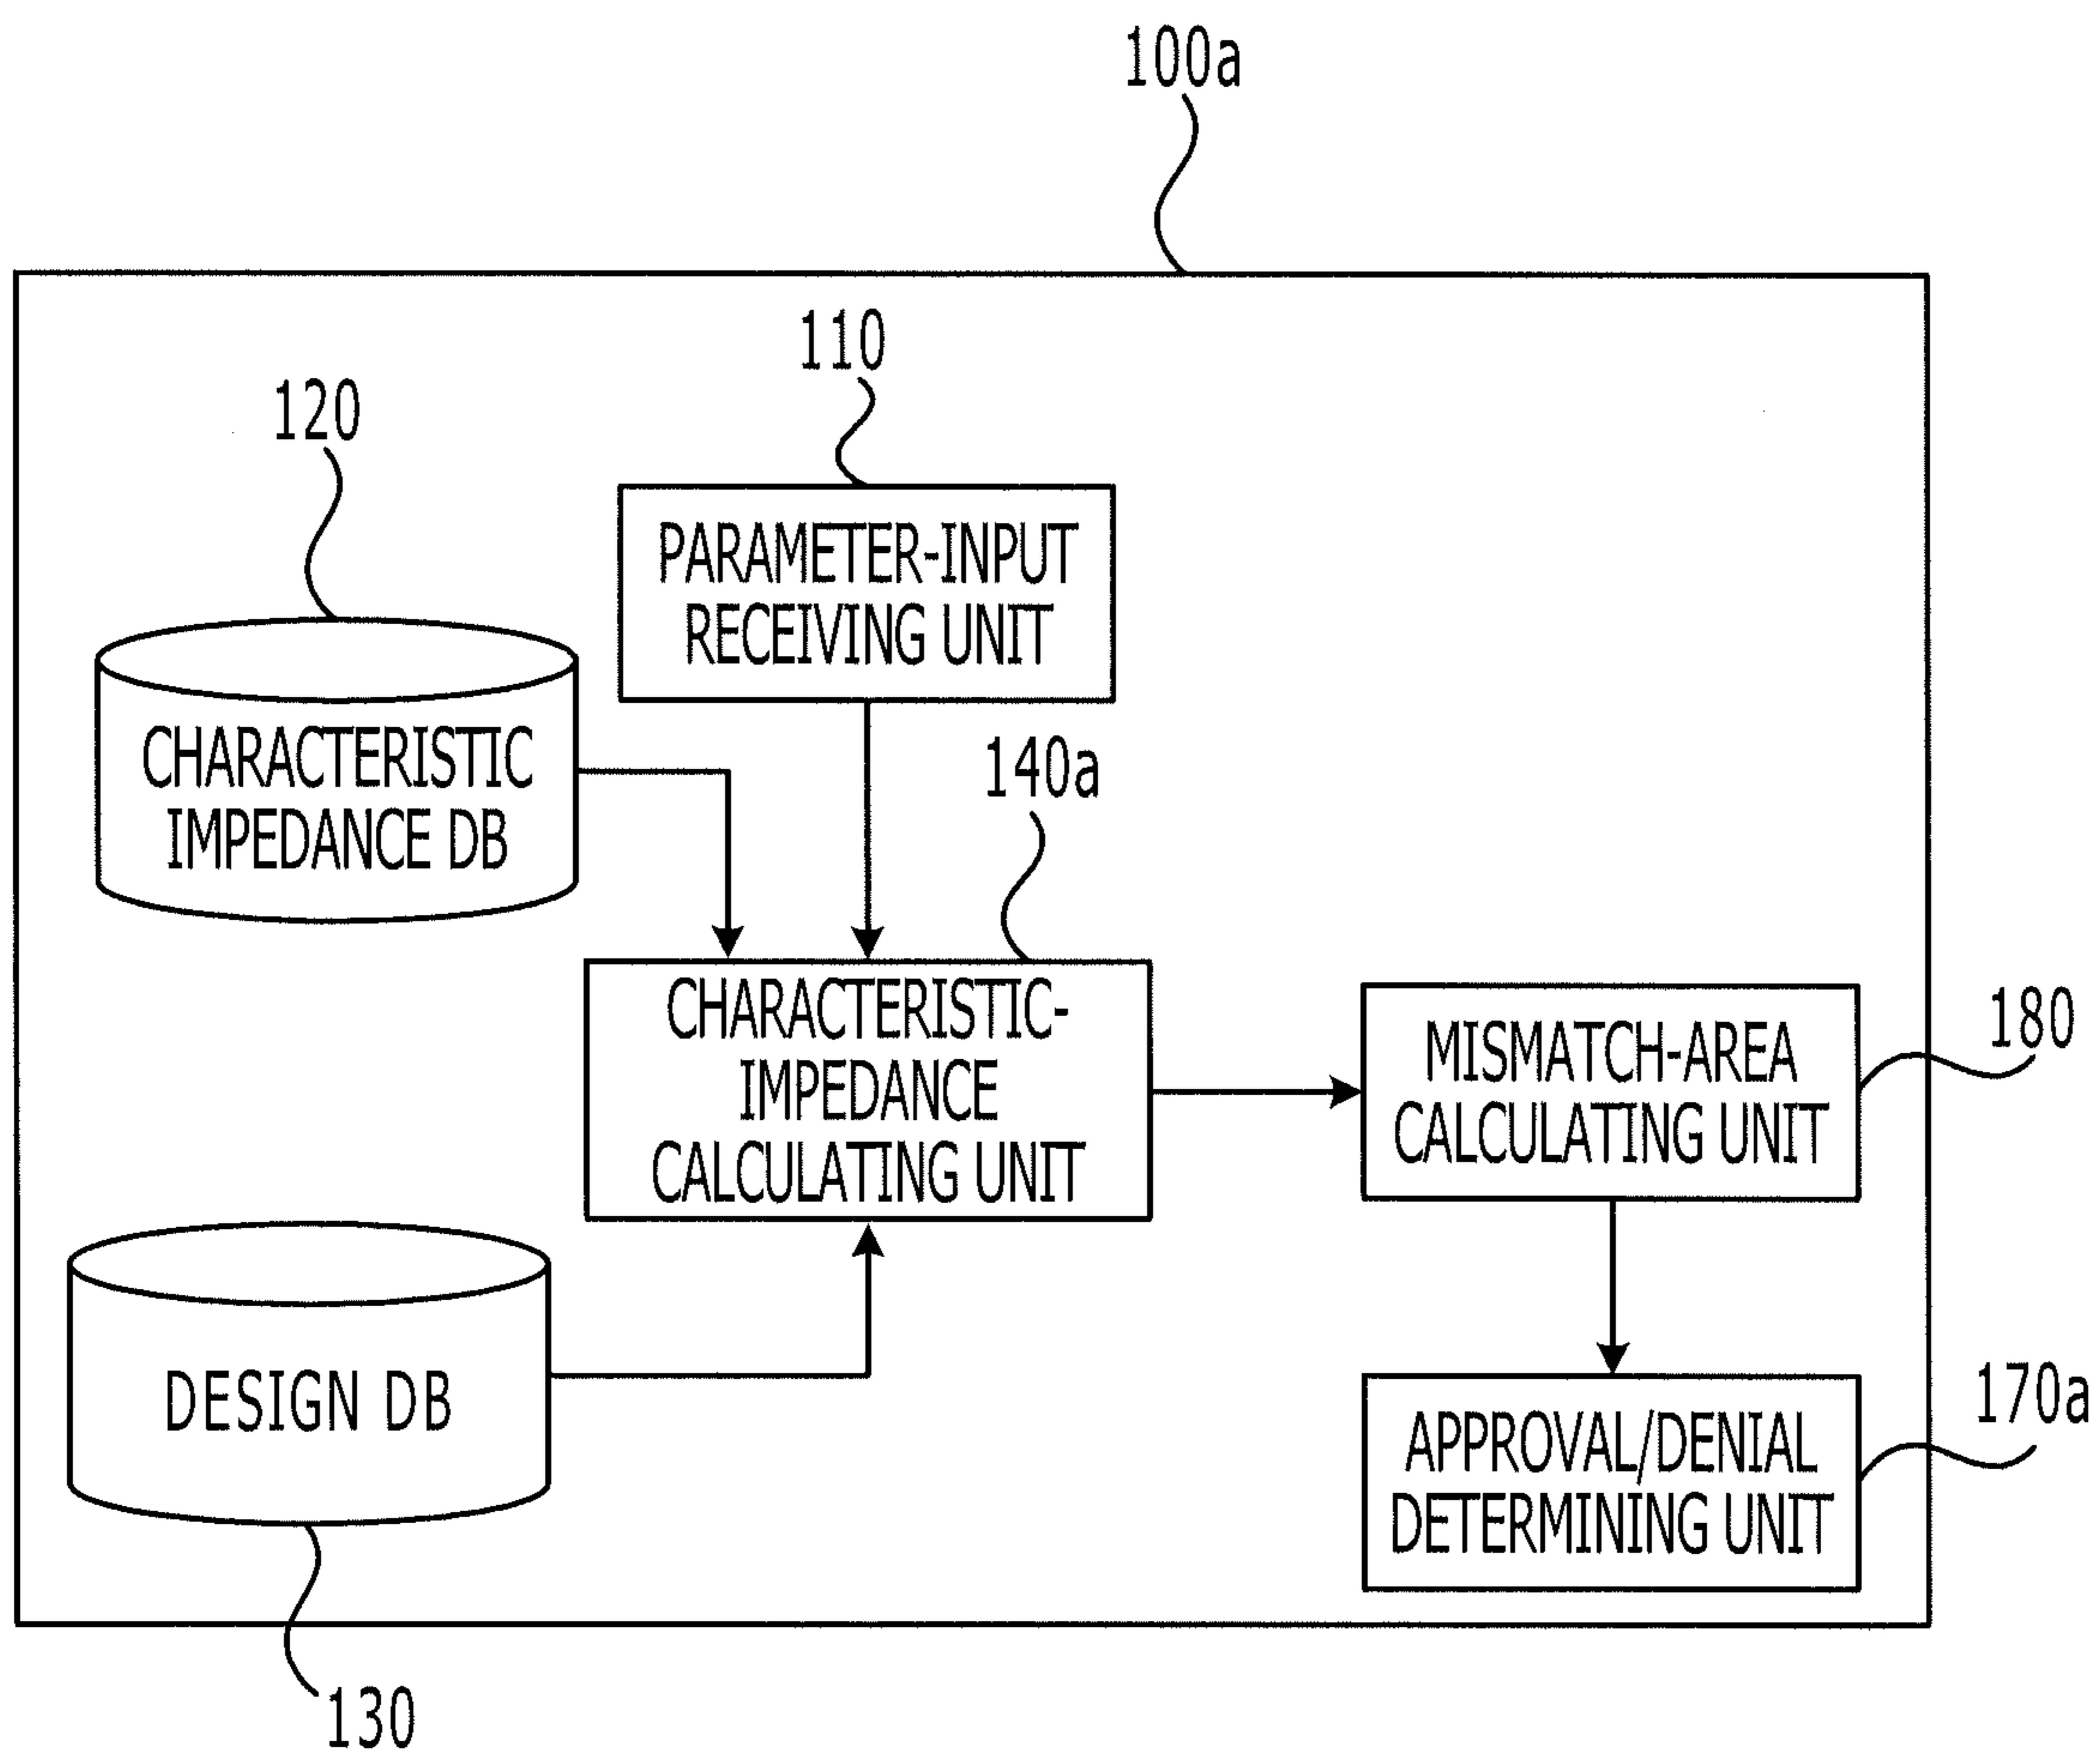 100a
110
120
PARAMETER-INPUT
RECEIVING UNIT
CHARACTERISTIC
IMPEDANCE DB
140a
CHARACTERISTIC-
IMPEDANCE
CALCULATING UNIT
MISMATCH-AREA
CALCULATING UNIT
180
DESIGN DB
APPROVAL/DENIAL
DETERMINING UNIT
170a
130